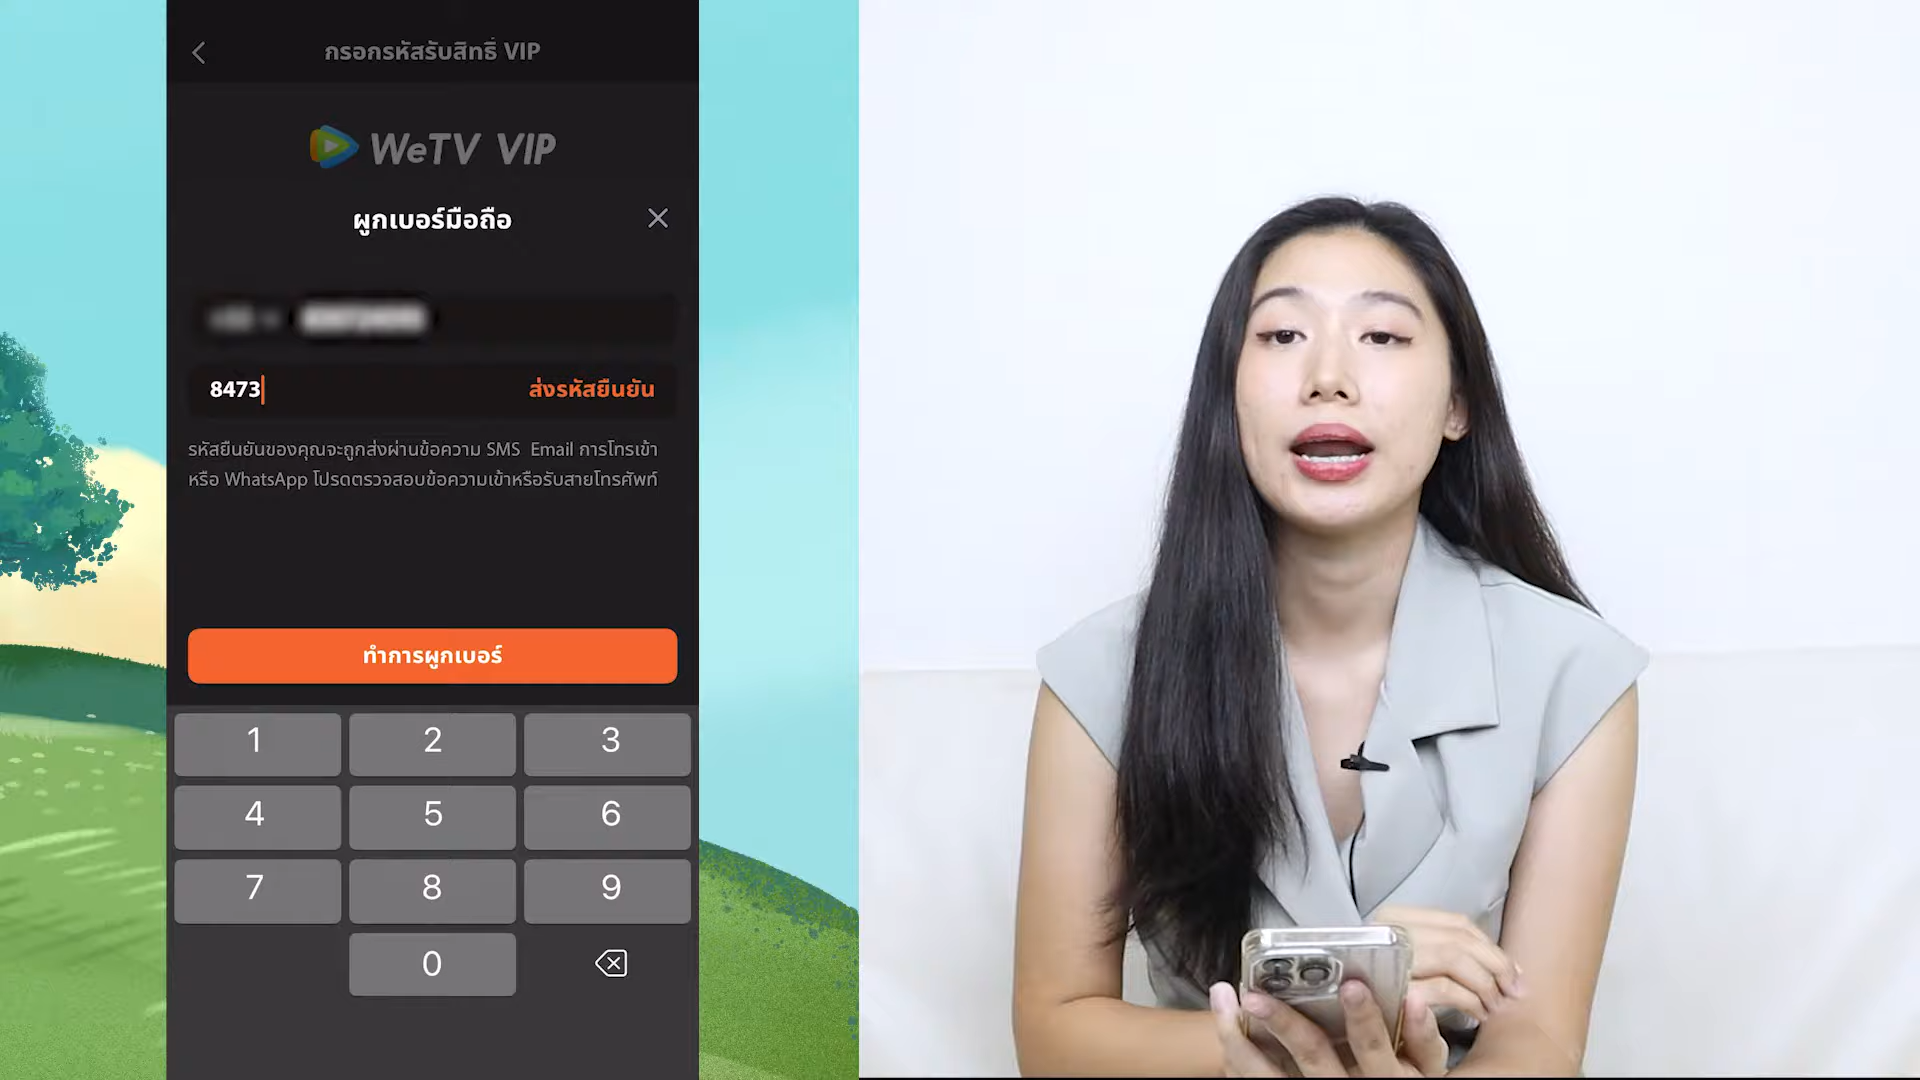 กรอกรหัสรับสิทธิ์ VIP
WeTV VIP
ผูกเบอร์มือถือ
8473
ส่งรหัสยืนยัน
รหัสยืนยันของคุณจะถูกส่งผ่านข้อความ SMS Email การโทรเข้า
หรือ WhatsApp โปรดตรวจสอบข้อความเข้าหรือรับสายโทรศัพท์
ทำการผูกเบอร์
1 2 3
4 5 6
7 8 9
0